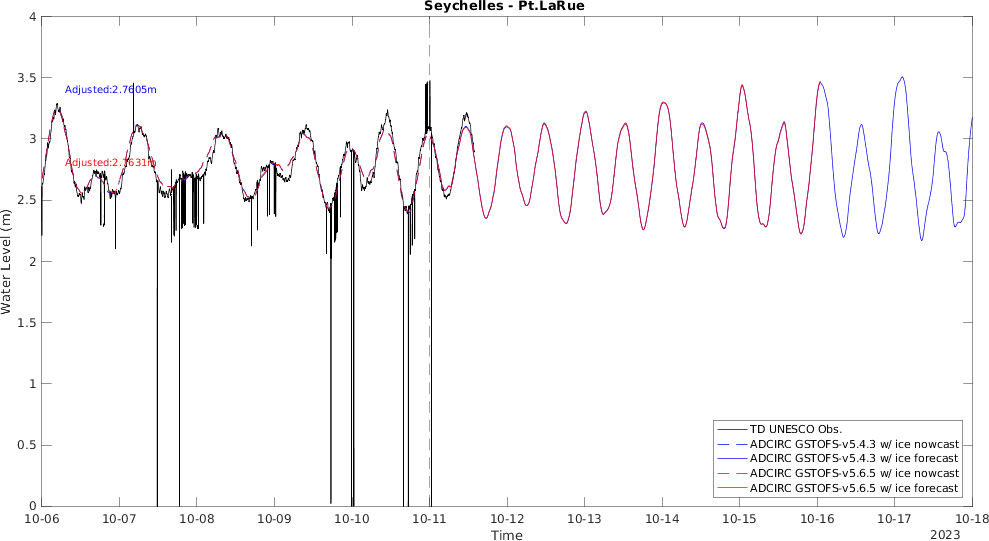 Seychelles - Pt.LaRue
Water Level (m)
4
3.5
3
2.5
2
1.5
1
0.5
0
Adjusted:2.7605m
Adjusted:2.7631m
TD UNESCO Obs.
ADCIRC GSTOFS-v5.4.3 w/ ice nowcast
ADCIRC GSTOFS-v5.4.3 w/ ice forecast
ADCIRC GSTOFS-v5.6.5 w/ ice nowcast
ADCIRC GSTOFS-v5.6.5 w/ ice forecast
10-06 10-07 10-08 10-09 10-10 10-11 10-12 10-13 10-14 10-15 10-16 10-17 10-18
Time
2023